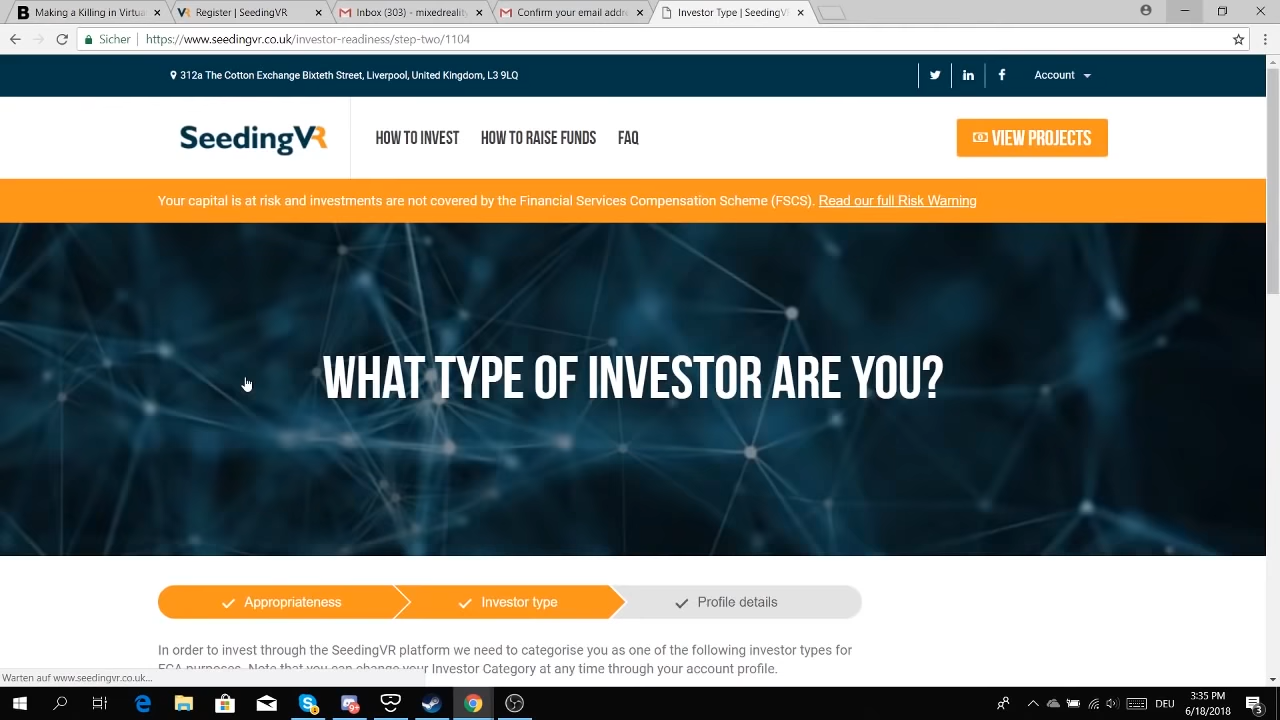 Making a Killing in Virtua
Register | SeedingVR
Inbox (303) - mixedreality
Confirm your email addre
Investor Type | SeedingV
Sicher
https://www.seedingvr.co.uk/investor-readiness/step-two/1104
312a The Cotton Exchange Bixteth Street, Liverpool, United Kingdom, L3 9LQ
Account
SeedingVR
HOW TO INVEST
HOW TO RAISE FUNDS
FAQ
VIEW PROJECTS
Your capital is at risk and investments are not covered by the Financial Services Compensation Scheme (FSCS). Read our full Risk Warning
WHAT TYPE OF INVESTOR ARE YOU?
Appropriateness
Investor type
Profile details
In order to invest through the SeedingVR platform we need to categorise you as one of the following investor types for
FCA purposes. Note that you can change your Investor Category at any time through your account profile.
Warten auf www.seedingvr.co.uk...
DEU
3:35 PM
6/18/2018